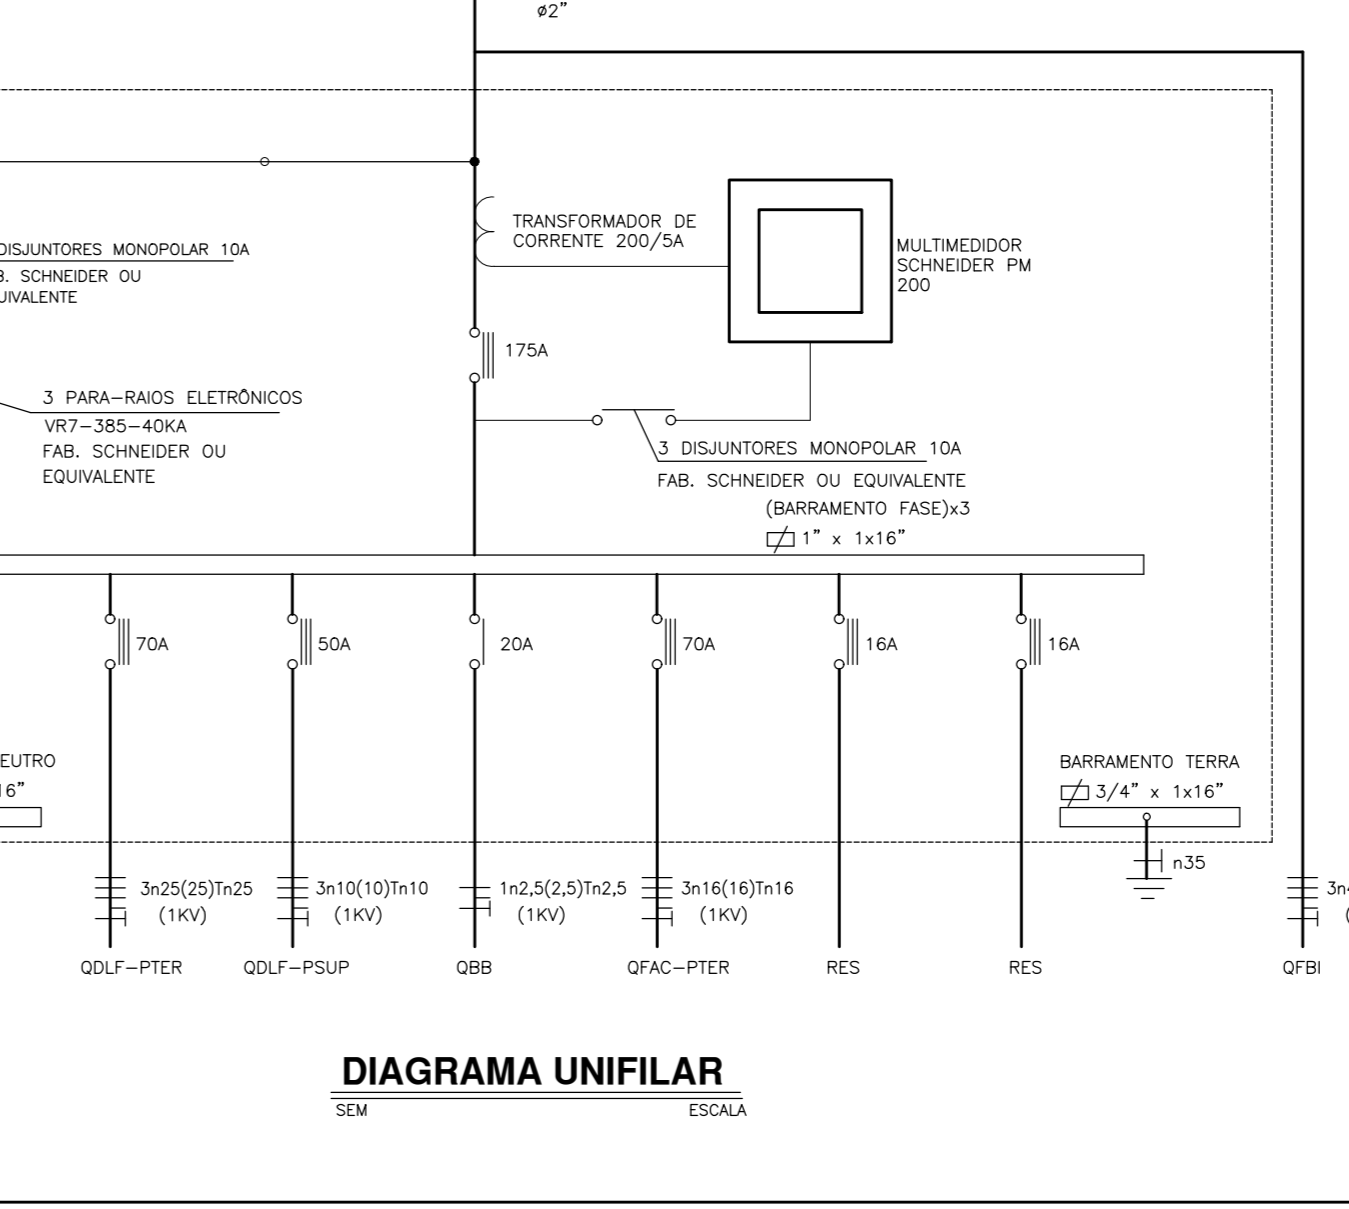 ø2”
TRANSFORMADOR DE
CORRENTE 200/5A
MULTIMEDIDOR
SCHNEIDER PM
200
DISJUNTORES MONOPOLAR 10A
B. SCHNEIDER OU
UIVALENTE
175A
3 PARA-RAIOS ELETRÔNICOS
VR7-385-40KA
FAB. SCHNEIDER OU
EQUIVALENTE
3 DISJUNTORES MONOPOLAR 10A
FAB. SCHNEIDER OU EQUIVALENTE
(BARRAMENTO FASE)x3
1” x 1x16”
70A
50A
20A
70A
16A
16A
EUTRO
16”
BARRAMENTO TERRA
3/4” x 1x16”
n35
3n25(25)Tn25
(1KV)
3n10(10)Tn10
(1KV)
1n2,5(2,5)Tn2,5
(1KV)
3n16(16)Tn16
(1KV)
3n4
(
QDLF-PTER
QDLF-PSUP
QBB
QFAC-PTER
RES
RES
QFBI
DIAGRAMA UNIFILAR
SEM ESCALA